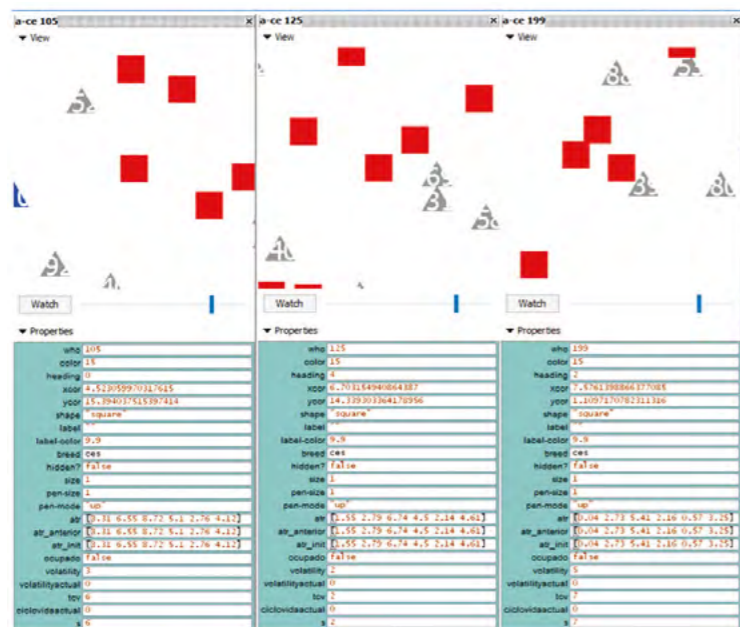 a-ce 105
View
52
92
Watch
Properties
who 105
color 15
heading 0
xcor 4.523059970317615
ycor 15.394037515397414
shape "square"
label ""
label-color 9.9
breed ces
hidden? false
size 1
pen-size 1
pen-mode "up"
atr [3.31 6.55 8.72 5.1 2.76 4.12]
atr_anterior [3.31 6.55 8.72 5.1 2.76 4.12]
atr_init [3.31 6.55 8.72 5.1 2.76 4.12]
ocupado false
volatility 3
volatilityactual 0
tcv 6
ciclovidaactual 0
s 6
a-ce 125
View
Watch
Properties
who 125
color 15
heading 4
xcor 6.703154940864387
ycor 14.339303364178956
shape "square"
label ""
label-color 9.9
breed ces
hidden? false
size 1
pen-size 1
pen-mode "up"
atr [1.55 2.79 6.74 4.5 2.14 4.61]
atr_anterior [1.55 2.79 6.74 4.5 2.14 4.61]
atr_init [1.55 2.79 6.74 4.5 2.14 4.61]
ocupado false
volatility 2
volatilityactual 0
tcv 2
ciclovidaactual 0
s 2
a-ce 199
View
Watch
Properties
who 199
color 15
heading 2
xcor 7.5761398866377085
ycor 1.1097170782311316
shape "square"
label ""
label-color 9.9
breed ces
hidden? false
size 1
pen-size 1
pen-mode "up"
atr [0.04 2.73 5.41 2.16 0.57 3.25]
atr_anterior [0.04 2.73 5.41 2.16 0.57 3.25]
atr_init [0.04 2.73 5.41 2.16 0.57 3.25]
ocupado false
volatility 5
volatilityactual 0
tcv 7
ciclovidaactual 0
s 7